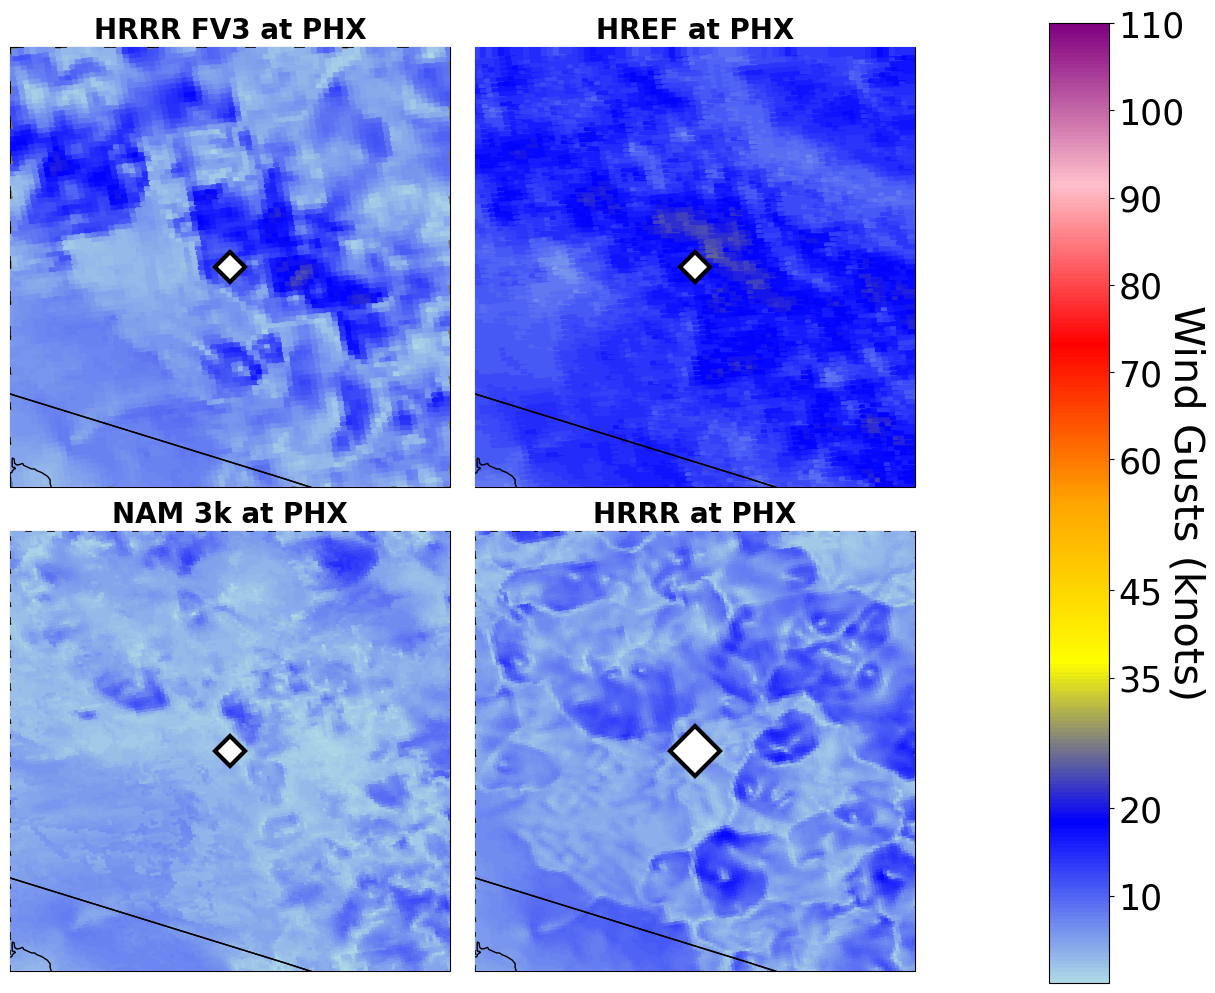 HRRR FV3 at PHX
HREF at PHX
NAM 3k at PHX
HRRR at PHX
110
100
90
80
70
60
45
35
20
10
Wind Gusts (knots)